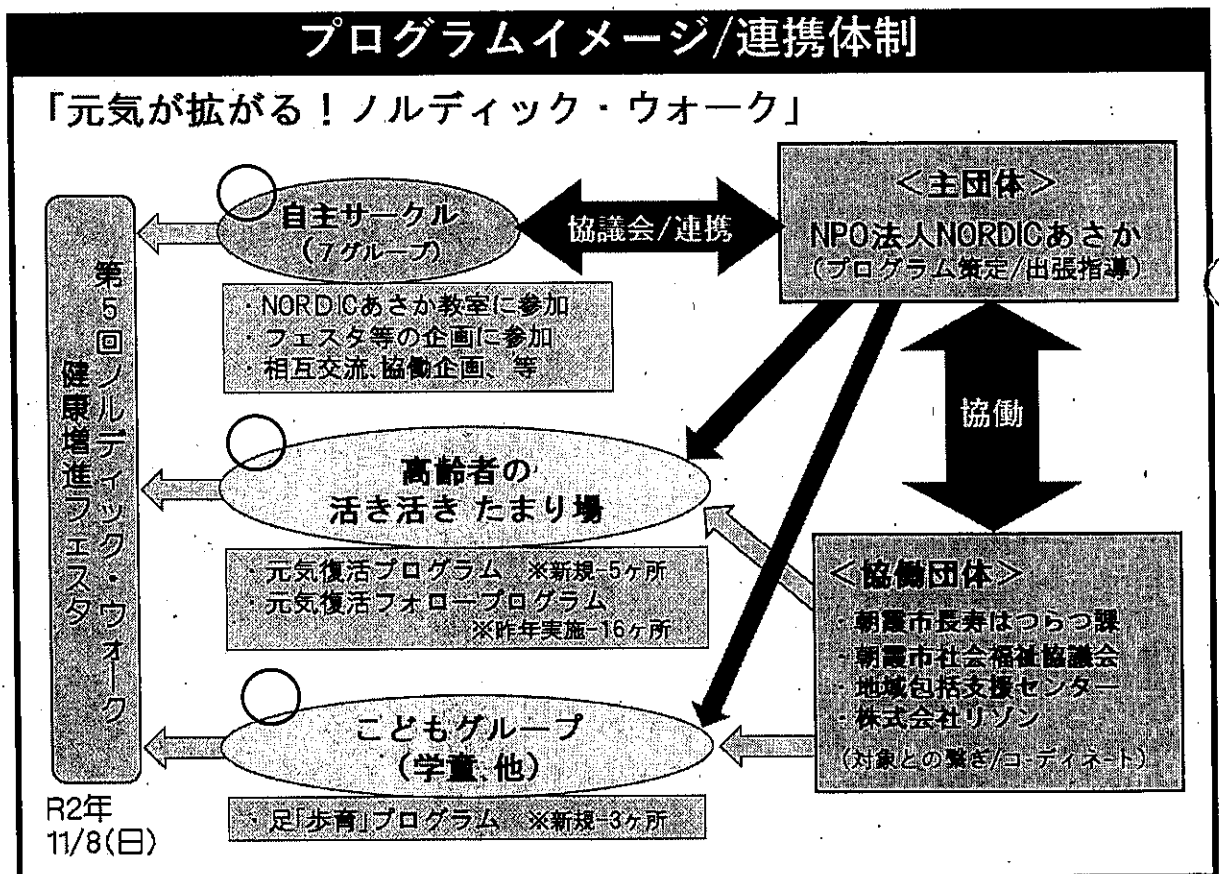 プログラムイメージ/連携体制
「元気が拡がる！ノルディック・ウォーク」
第5回ノルディック・ウォーク
健康増進フェスタ
R2年
11/8(日)
自主サークル
(7グループ)
・NORDICあさか教室に参加
・フェスタ等の企画に参加
・相互交流、協働企画、等
協議会/連携
＜主団体＞
NPO法人NORDICあさか
(プログラム策定/出張指導)
協働
高齢者の
活き活き たまり場
・元気復活プログラム ※新規-5ヶ所
・元気復活フォロープログラム
※昨年実施-16ヶ所
＜協働団体＞
・朝霞市長寿はつらつ課
・朝霞市社会福祉協議会
・地域包括支援センター
・株式会社リゾン
(対象との繋ぎ/コーディネート)
こどもグループ
(学童、他)
・足「歩育」プログラム ※新規-3ヶ所